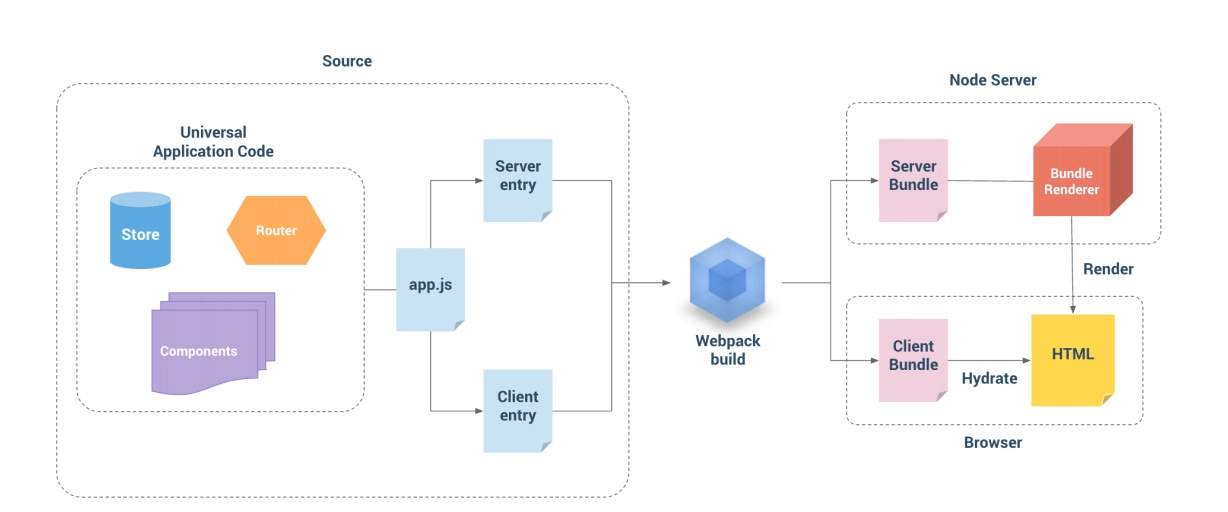 Source
Universal
Application Code
Store
Router
Components
app.js
Server
entry
Client
entry
Webpack
build
Node Server
Server
Bundle
Bundle
Renderer
Render
Client
Bundle
Hydrate
HTML
Browser